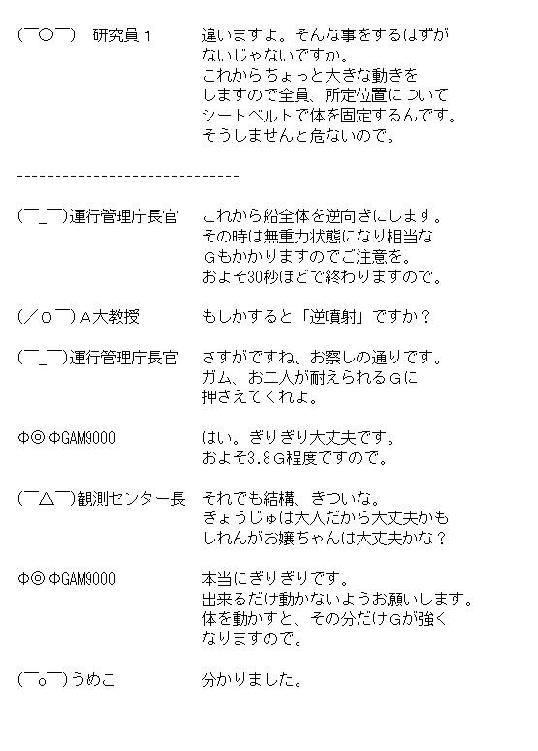 (￣○￣)　研究員１　違いますよ。そんな事をするはずが
ないじゃないですか。
これからちょっと大きな動きを
しますので全員、所定位置について
シートベルトで体を固定するんです。
そうしませんと危ないので。
-----------------------------
(￣_￣)運行管理庁長官　これから船全体を逆向きにします。
その時は無重力状態になり相当な
Ｇもかかりますのでご注意を。
およそ30秒ほどで終わりますので。
(／０￣)Ａ大教授　もしかすると「逆噴射」ですか？
(￣_￣)運行管理庁長官　さすがですね、お察しの通りです。
ガム、お二人が耐えられるＧに
押さえてくれよ。
Φ◎ΦGAM9000　はい。ぎりぎり大丈夫です。
およそ3.8Ｇ程度ですので。
(￣△￣)観測センター長　それでも結構、きついな。
ぎょうじゅは大人だから大丈夫かも
しれんがお嬢ちゃんは大丈夫かな？
Φ◎ΦGAM9000　本当にぎりぎりです。
出来るだけ動かないようお願いします。
体を動かすと、その分だけＧが強く
なりますので。
(￣o￣)うめこ　分かりました。